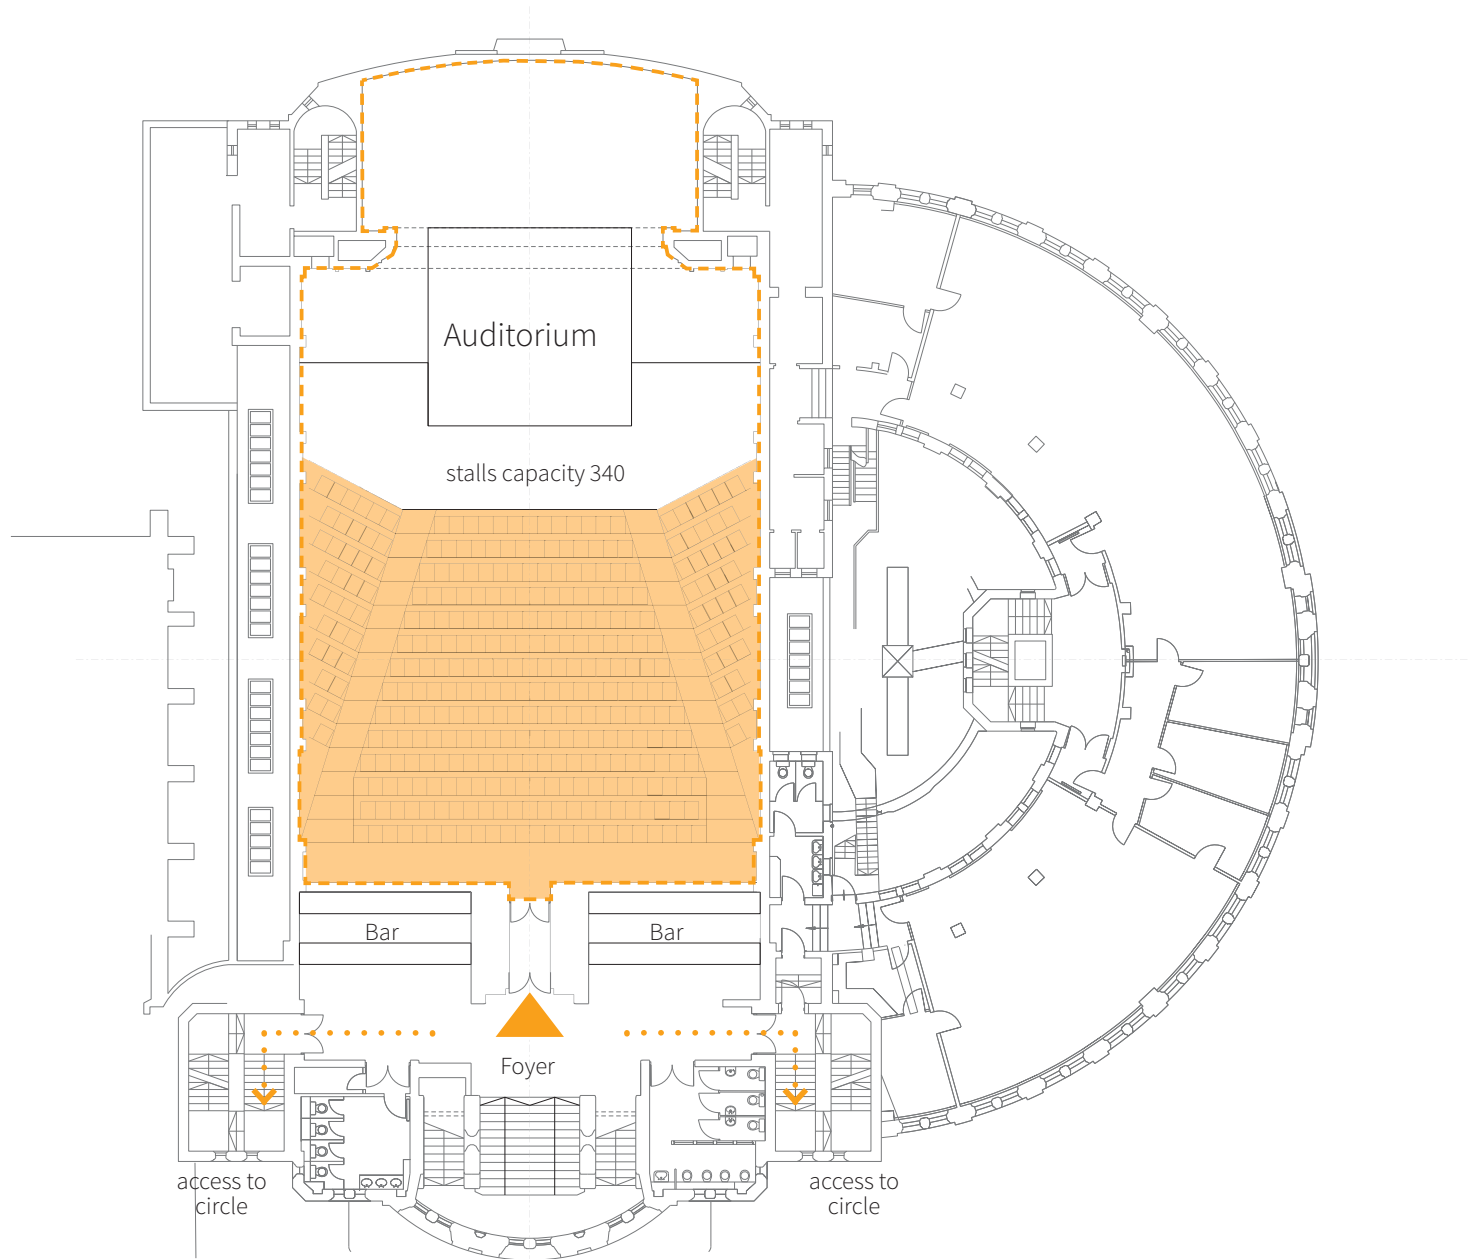 Auditorium
stalls capacity 340
Bar
Bar
Foyer
access to
circle
access to
circle